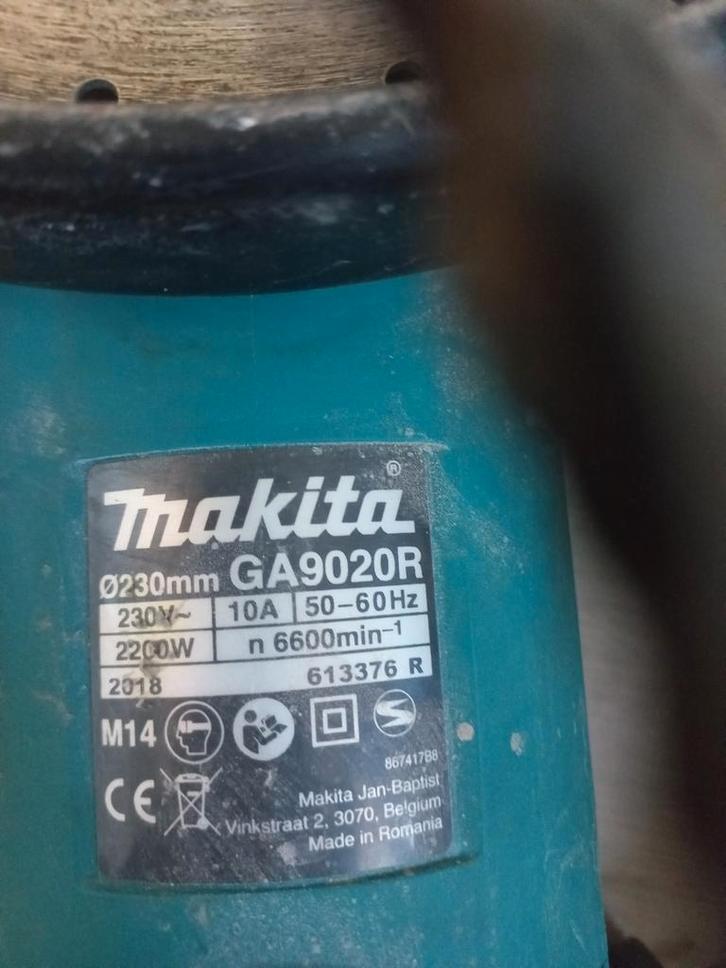 makita®
Ø230mm GA9020R
230V~ 10A 50-60Hz
2200W n 6600min⁻¹
2018 613376 R
M14
867417B8
CE
Makita Jan-Baptist
Vinkstraat 2, 3070, Belgium
Made in Romania